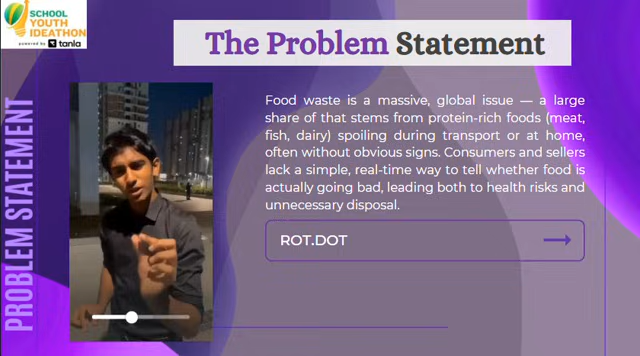 SCHOOL
YOUTH
IDEATHON
powered by tanla
The Problem Statement
PROBLEM STATEMENT
Food waste is a massive, global issue — a large
share of that stems from protein-rich foods (meat,
fish, dairy) spoiling during transport or at home,
often without obvious signs. Consumers and sellers
lack a simple, real-time way to tell whether food is
actually going bad, leading both to health risks and
unnecessary disposal.
ROT.DOT